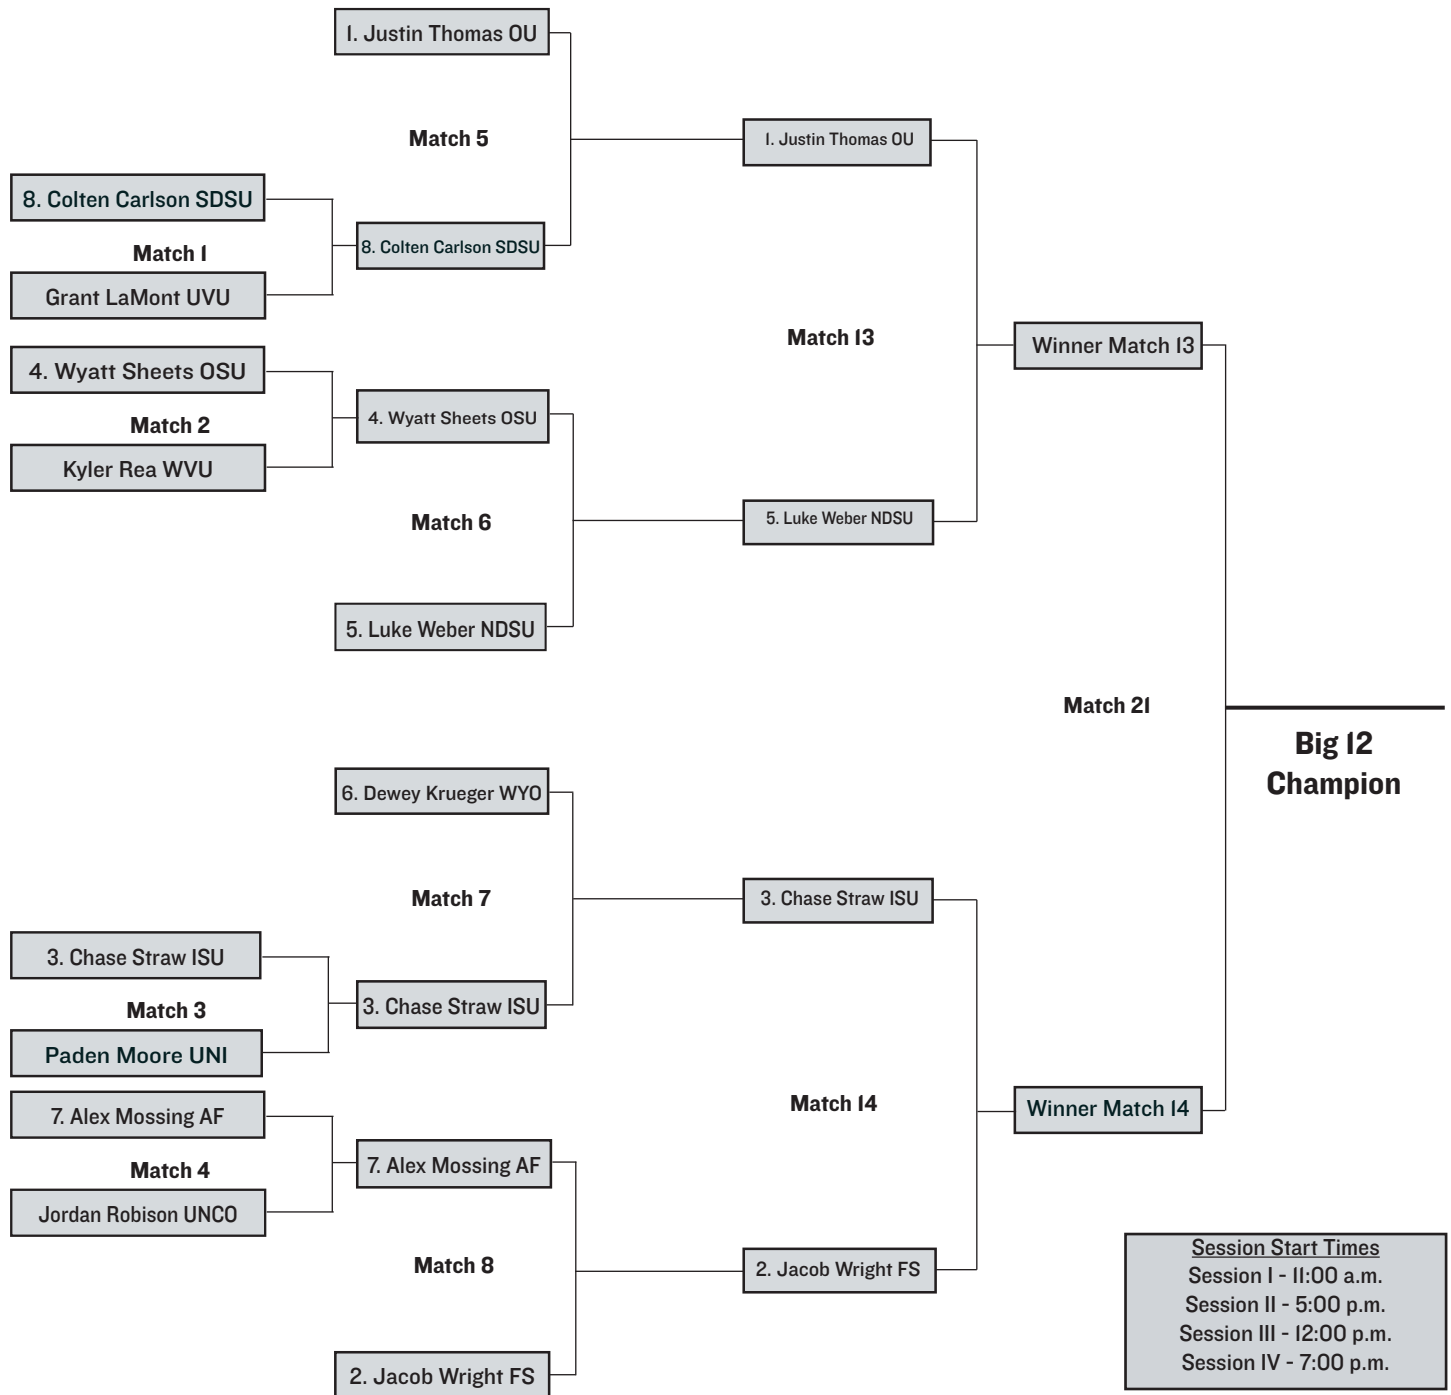 1. Justin Thomas OU
Match 5
1. Justin Thomas OU
8. Colten Carlson SDSU
Match 1
8. Colten Carlson SDSU
Grant LaMont UVU
Match 13
Winner Match 13
4. Wyatt Sheets OSU
Match 2
4. Wyatt Sheets OSU
Kyler Rea WVU
Match 6
5. Luke Weber NDSU
5. Luke Weber NDSU
Match 21
Big 12
Champion
6. Dewey Krueger WYO
Match 7
3. Chase Straw ISU
3. Chase Straw ISU
Match 3
3. Chase Straw ISU
Paden Moore UNI
Match 14
Winner Match 14
7. Alex Mossing AF
Match 4
7. Alex Mossing AF
Jordan Robison UNCO
Match 8
2. Jacob Wright FS
2. Jacob Wright FS
Session Start Times
Session I - 11:00 a.m.
Session II - 5:00 p.m.
Session III - 12:00 p.m.
Session IV - 7:00 p.m.